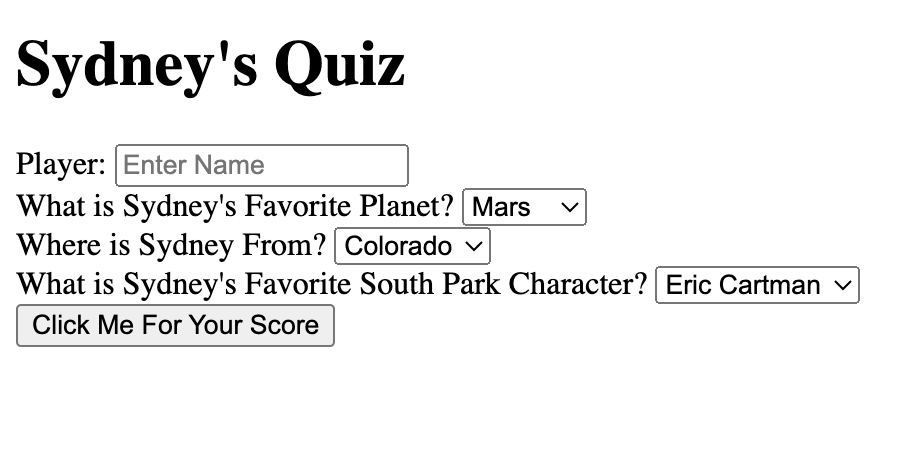 Sydney's Quiz
Player: Enter Name
What is Sydney's Favorite Planet? Mars
Where is Sydney From? Colorado
What is Sydney's Favorite South Park Character? Eric Cartman
Click Me For Your Score